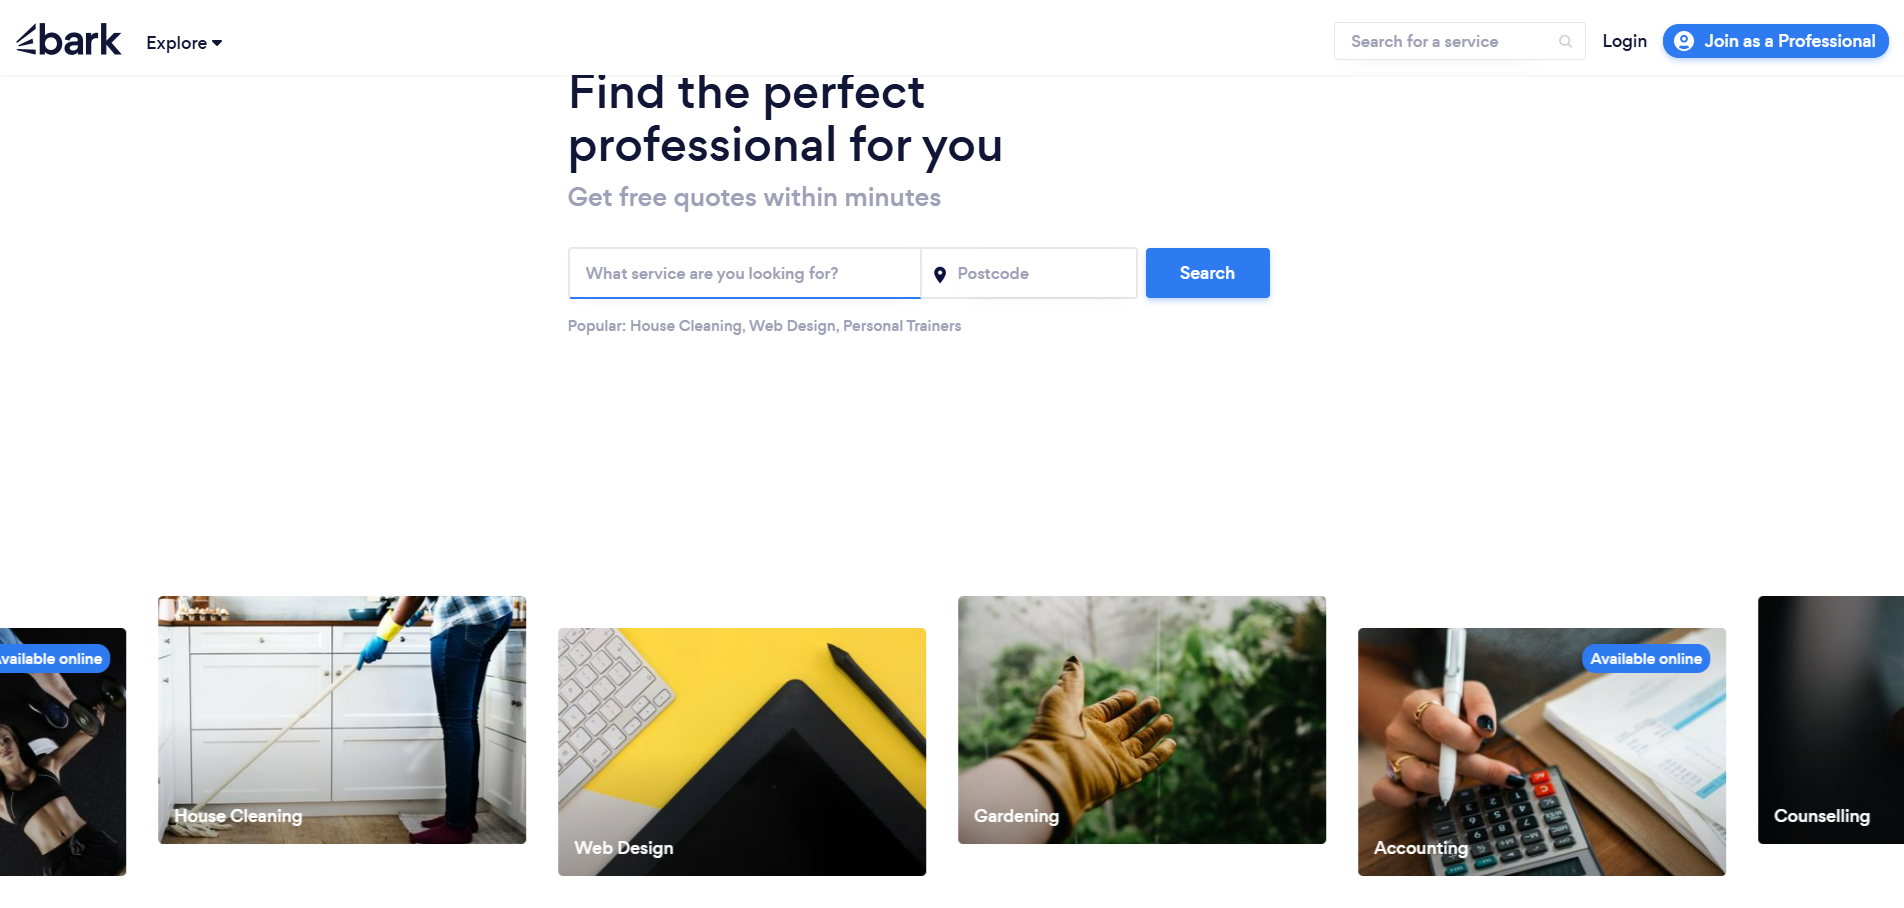 bark
Explore
Search for a service
Login
Join as a Professional
Find the perfect
professional for you
Get free quotes within minutes
What service are you looking for?
Postcode
Search
Popular: House Cleaning, Web Design, Personal Trainers
Available online
House Cleaning
Web Design
Gardening
Available online
Accounting
Counselling